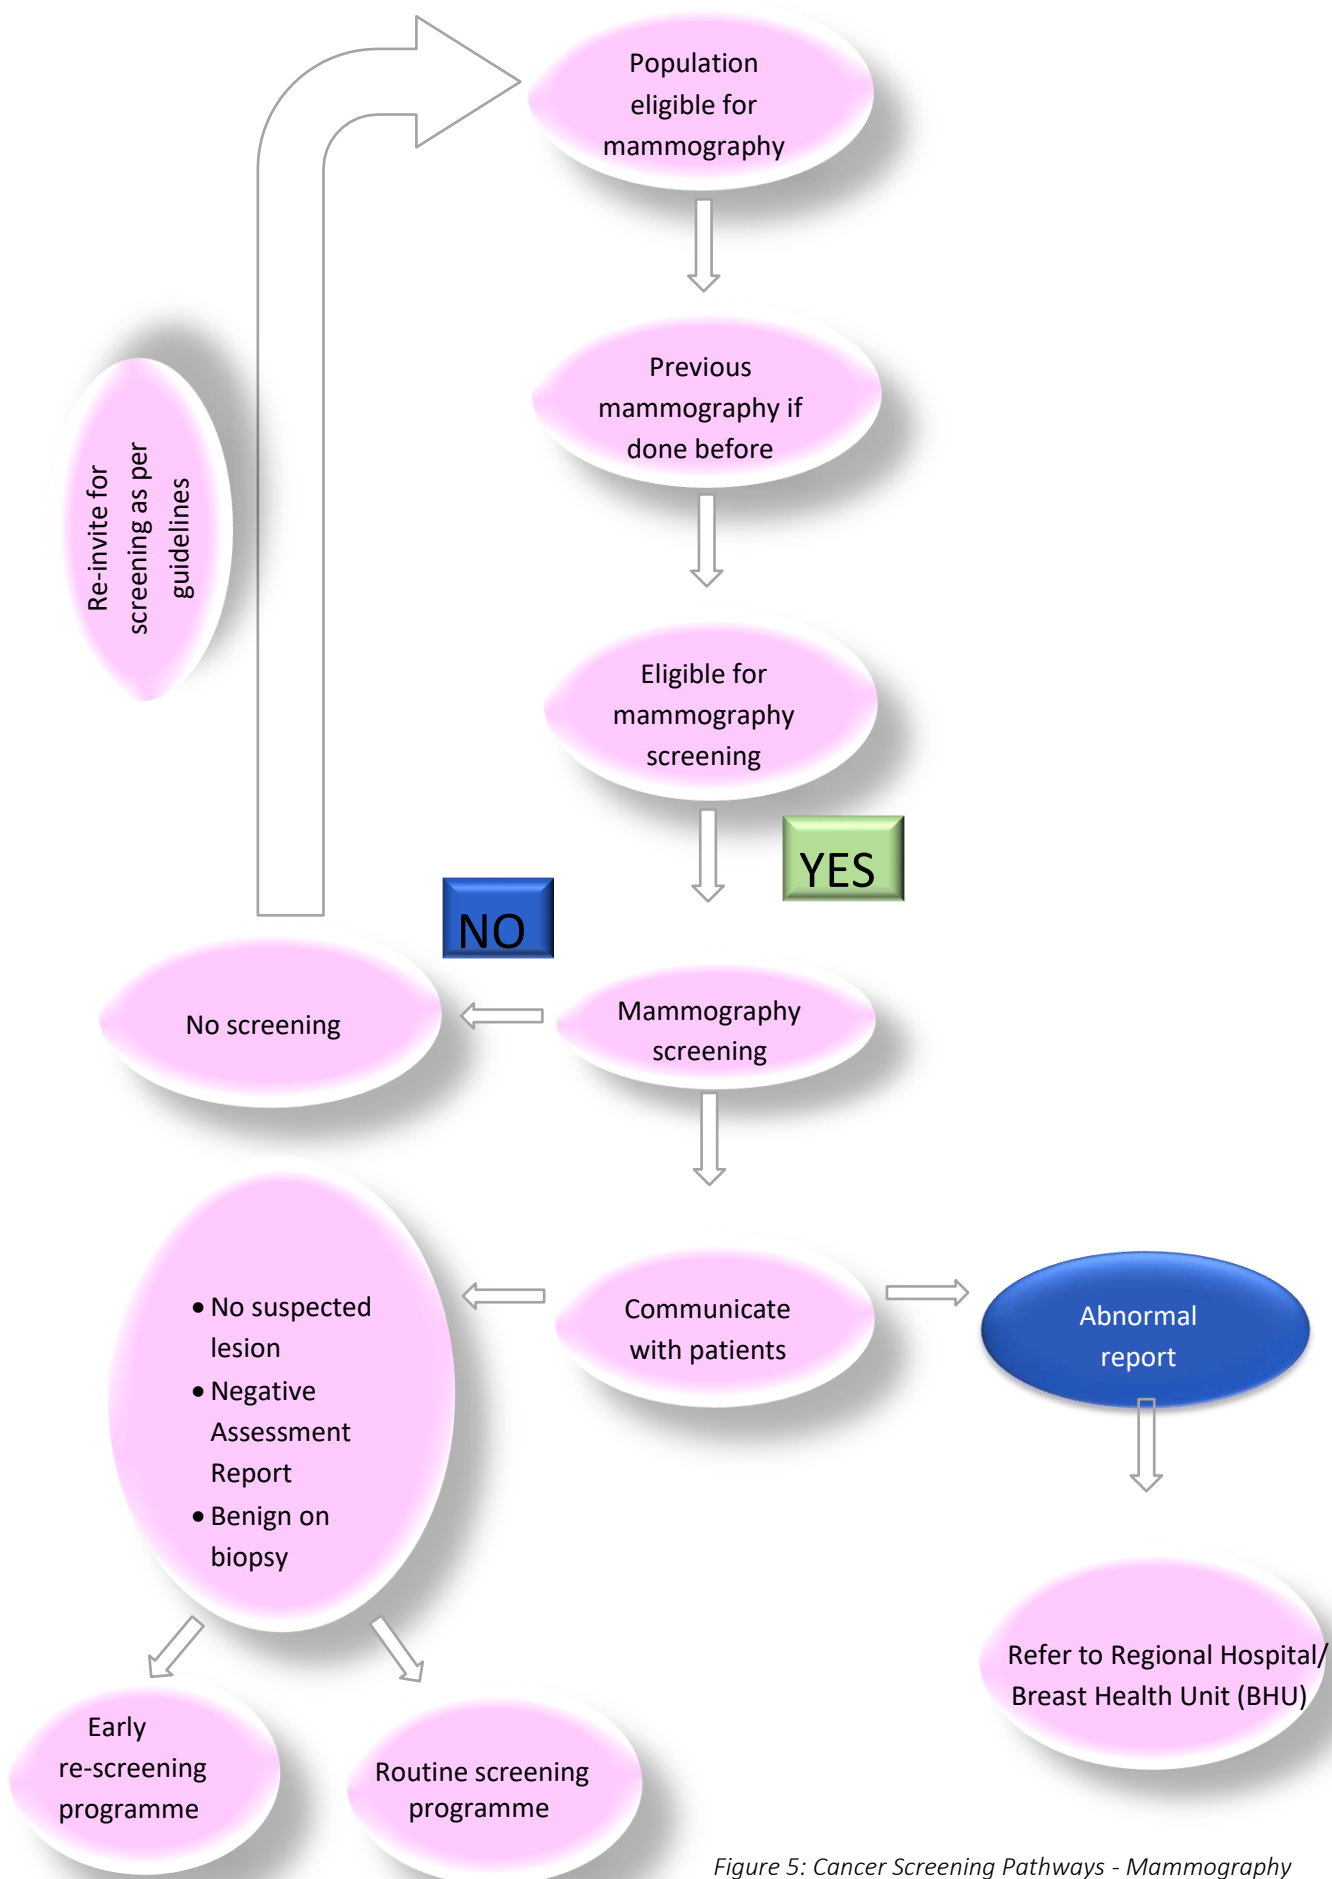 Population
eligible for
mammography
Previous
mammography if
done before
Re-invite for
screening as per
guidelines
Eligible for
mammography
screening
YES
NO
No screening
Mammography
screening
• No suspected
lesion
• Negative
Assessment
Report
• Benign on
biopsy
Communicate
with patients
Abnormal
report
Refer to Regional Hospital/
Breast Health Unit (BHU)
Early
re-screening
programme
Routine screening
programme
Figure 5: Cancer Screening Pathways - Mammography